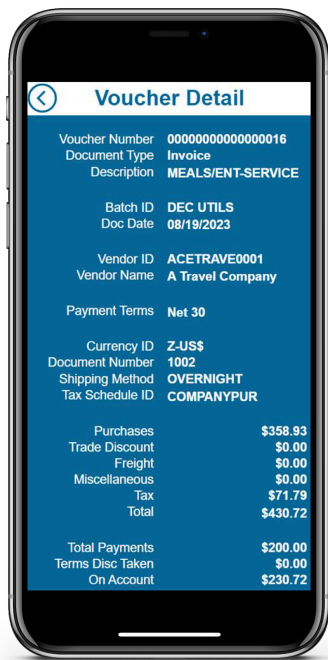 Voucher Detail
Voucher Number 00000000000000016
Document Type Invoice
Description MEALS/ENT-SERVICE
Batch ID DEC UTILS
Doc Date 08/19/2023
Vendor ID ACETRAVE0001
Vendor Name A Travel Company
Payment Terms Net 30
Currency ID Z-US$
Document Number 1002
Shipping Method OVERNIGHT
Tax Schedule ID COMPANYPUR
Purchases $358.93
Trade Discount $0.00
Freight $0.00
Miscellaneous $0.00
Tax $71.79
Total $430.72
Total Payments $200.00
Terms Disc Taken $0.00
On Account $230.72